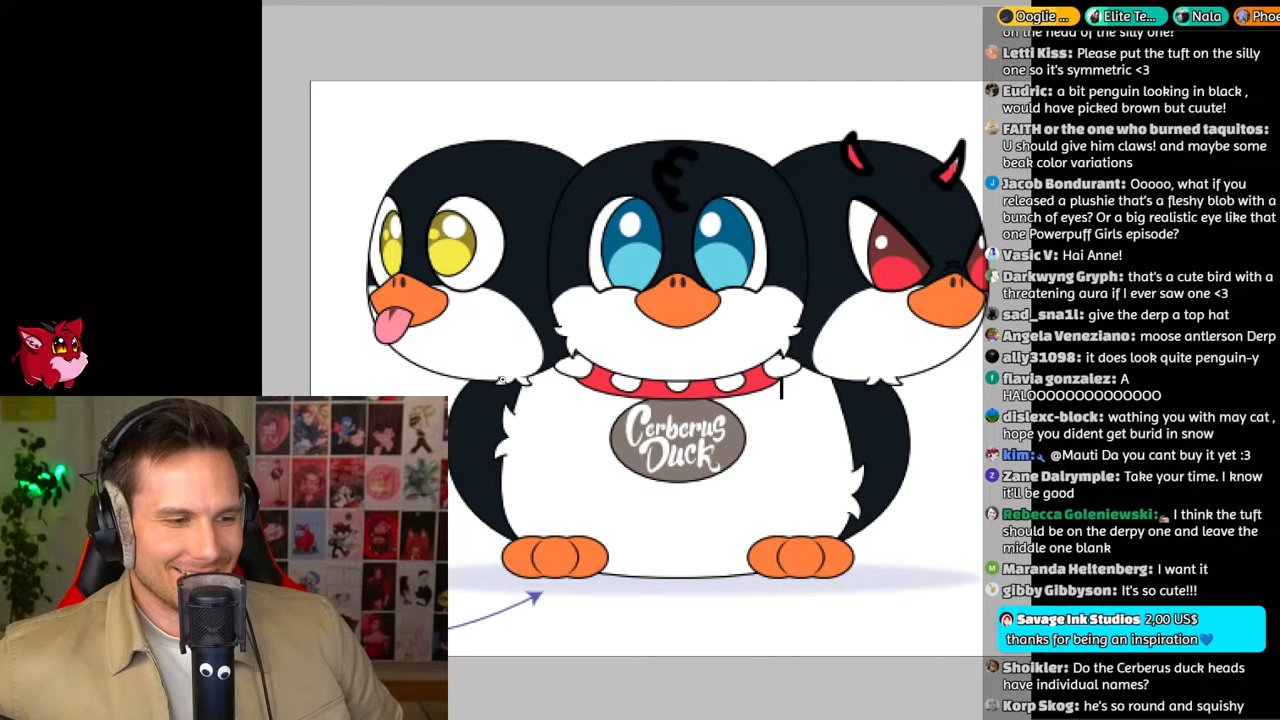 Ooglie ...
Elite Te...
Nala
Phoe
on the head of the silly one?
Letti Kiss: Please put the tuft on the silly
one so it's symmetric <3
Eudric: a bit penguin looking in black ,
would have picked brown but cuute!
FAITH or the one who burned taquitos:
U should give him claws! and maybe some
beak color variations
Jacob Bondurant: Ooooo, what if you
released a plushie that's a fleshy blob with a
bunch of eyes? Or a big realistic eye like that
one Powerpuff Girls episode?
Vasic V: Hai Anne!
Darkwyng Gryph: that's a cute bird with a
threatening aura if I ever saw one <3
sad_sna1l: give the derp a top hat
Angela Veneziano: moose antlerson Derp
ally31098: it does look quite penguin-y
flavia gonzalez: A
HALOOOOOOOOOOOOOO
dislexc-block: wathing you with may cat ,
hope you dident get burid in snow
kim: @Mauti Da you cant buy it yet :3
Zane Dalrymple: Take your time. I know
it'll be good
Rebecca Goleniewski: I think the tuft
should be on the derpy one and leave the
middle one blank
Maranda Heltenberg: I want it
gibby Gibbyson: It's so cute!!!
Savage Ink Studios 2,00 US$
thanks for being an inspiration💙
Shoikler: Do the Cerberus duck heads
have individual names?
Korp Skog: he's so round and squishy
Cerberus
Duck